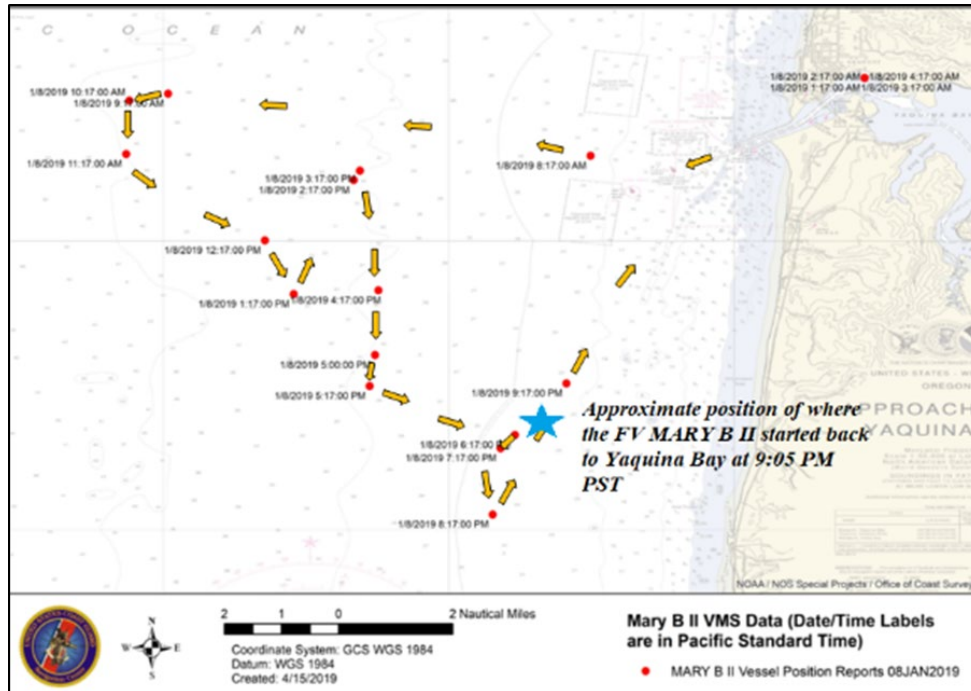 C OCEAN
1/8/2019 2:17:00 AM 1/8/2019 4:17:00 AM
1/8/2019 1:17:00 AM 1/8/2019 3:17:00 AM
1/8/2019 10:17:00 AM
1/8/2019 9:17:00 AM
1/8/2019 11:17:00 AM
1/8/2019 8:17:00 AM
1/8/2019 3:17:00 PM
1/8/2019 2:17:00 PM
1/8/2019 12:17:00 PM
1/8/2019 1:17:00 PM
1/8/2019 4:17:00 PM
1/8/2019 5:00:00 PM
1/8/2019 5:17:00 PM
1/8/2019 9:17:00 PM
1/8/2019 6:17:00 PM
1/8/2019 7:17:00 PM
1/8/2019 8:17:00 PM
UNITED STATES - W
OREGON
APPROACH
YAQUINA
Approximate position of where
the FV MARY B II started back
to Yaquina Bay at 9:05 PM
PST
NOAA / NOS Special Projects / Office of Coast Survey
N
W E
S
2 1 0 2 Nautical Miles
Coordinate System: GCS WGS 1984
Datum: WGS 1984
Created: 4/15/2019
Mary B II VMS Data (Date/Time Labels
are in Pacific Standard Time)
MARY B II Vessel Position Reports 08JAN2019